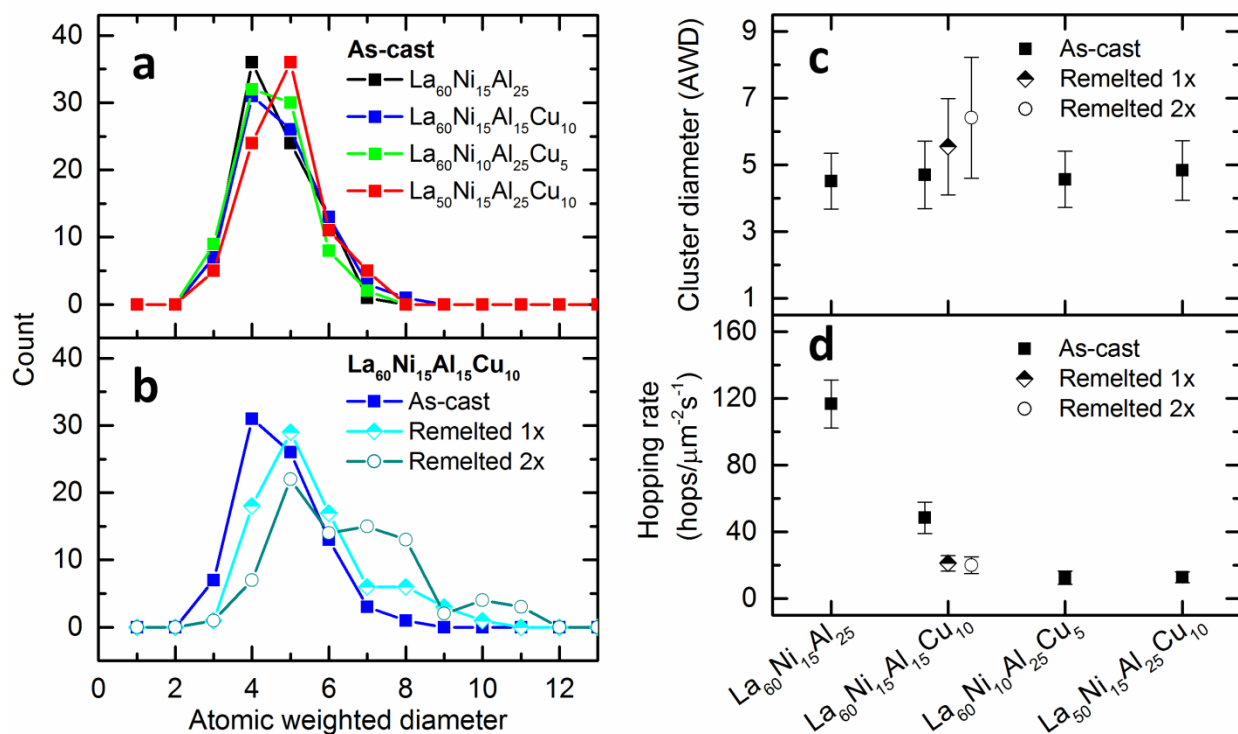 a
As-cast
La₆₀Ni₁₅Al₂₅
La₆₀Ni₁₅Al₁₅Cu₁₀
La₆₀Ni₁₀Al₂₅Cu₅
La₅₀Ni₁₅Al₂₅Cu₁₀
40
30
20
10
0
b
La₆₀Ni₁₅Al₁₅Cu₁₀
As-cast
Remelted 1x
Remelted 2x
40
30
20
10
0
Count
0 2 4 6 8 10 12
Atomic weighted diameter
c
As-cast
Remelted 1x
Remelted 2x
9
7
5
3
1
Cluster diameter (AWD)
d
As-cast
Remelted 1x
Remelted 2x
160
120
80
40
0
Hopping rate
(hops/μm⁻²s⁻¹)
La₆₀Ni₁₅Al₂₅
La₆₀Ni₁₅Al₁₅Cu₁₀
La₆₀Ni₁₀Al₂₅Cu₅
La₅₀Ni₁₅Al₂₅Cu₁₀